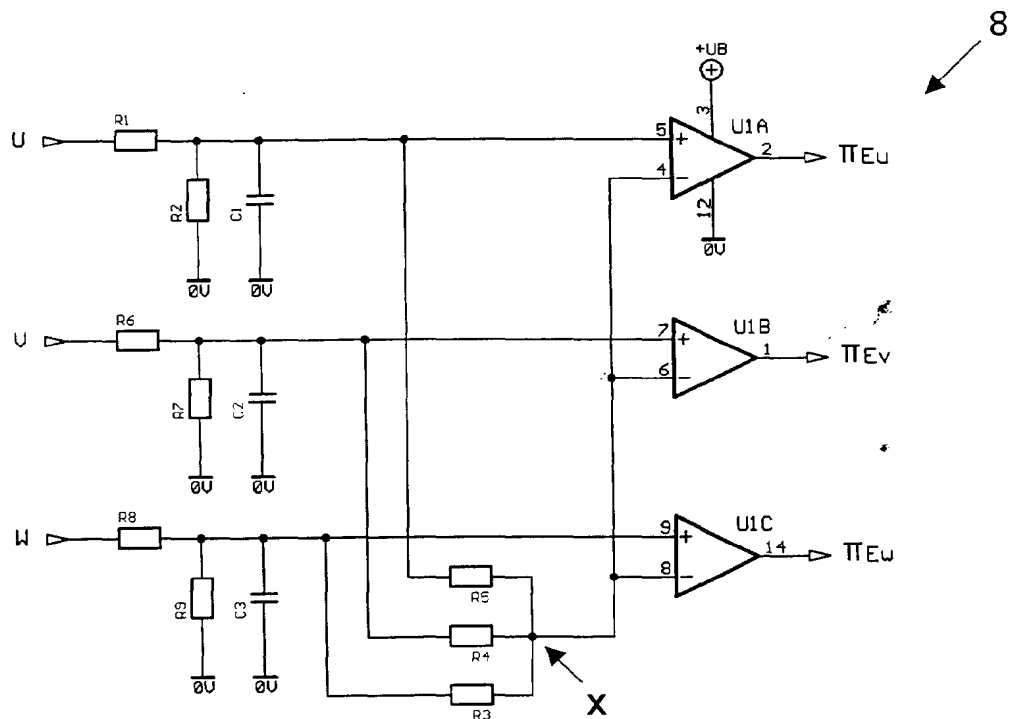 8
+UB
3
U R1 5 + U1A 2 πEu
4 −
R2 C1 12
0V 0V 0V
V R6 7 + U1B 1 πEv
6 −
R7 C2
0V 0V
W R8 9 + U1C 14 πEw
8 −
R9 C3 R5
R4
0V 0V R3 X